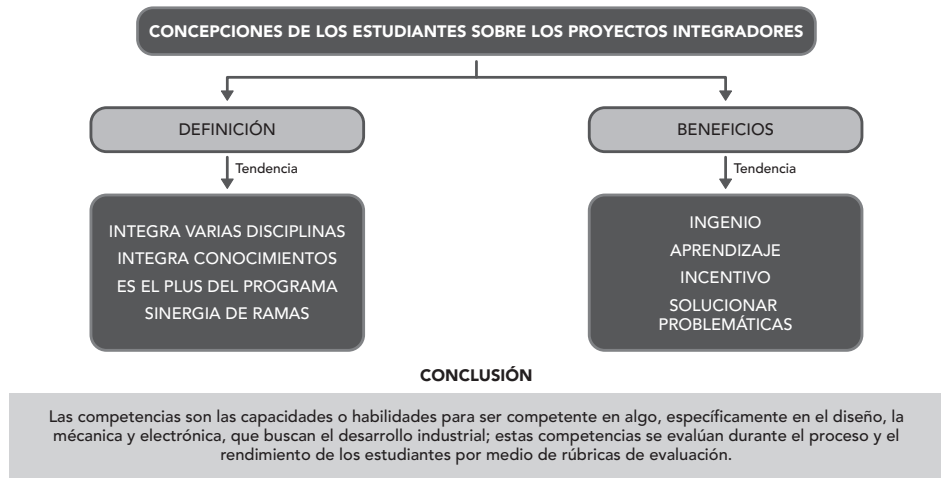 CONCEPCIONES DE LOS ESTUDIANTES SOBRE LOS PROYECTOS INTEGRADORES
DEFINICIÓN
BENEFICIOS
Tendencia
Tendencia
INTEGRA VARIAS DISCIPLINAS
INTEGRA CONOCIMIENTOS
ES EL PLUS DEL PROGRAMA
SINERGIA DE RAMAS
INGENIO
APRENDIZAJE
INCENTIVO
SOLUCIONAR
PROBLEMÁTICAS
CONCLUSIÓN
Las competencias son las capacidades o habilidades para ser competente en algo, específicamente en el diseño, la
mécanica y electrónica, que buscan el desarrollo industrial; estas competencias se evalúan durante el proceso y el
rendimiento de los estudiantes por medio de rúbricas de evaluación.